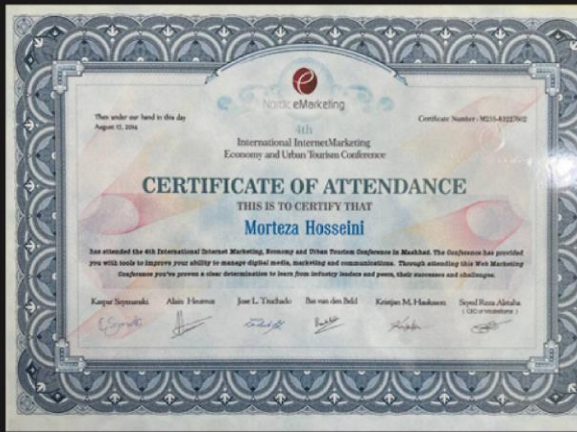 Nordic eMarketing
Then under our hand in this day
August 17, 2014
Certificate Number :
4th
International InternetMarketing
Economy and Urban Tourism Conference
CERTIFICATE OF ATTENDANCE
THIS IS TO CERTIFY THAT
Morteza Hosseini
has attended the 4th International Internet Marketing, Economy and Urban Tourism Conference in Mashhad. The Conference has provided
you with tools to improve your ability to manage digital media, marketing and communications. Through attending this Web Marketing
Conference you've proven a clear determination to learn from industry leaders and peers, their successes and challenges.
Kaspar Szymanski Alain Heureux Jose L. Truchado Bas van den Beld Kristjan M. Hauksson Seyed Reza Aletaha
( CEO of